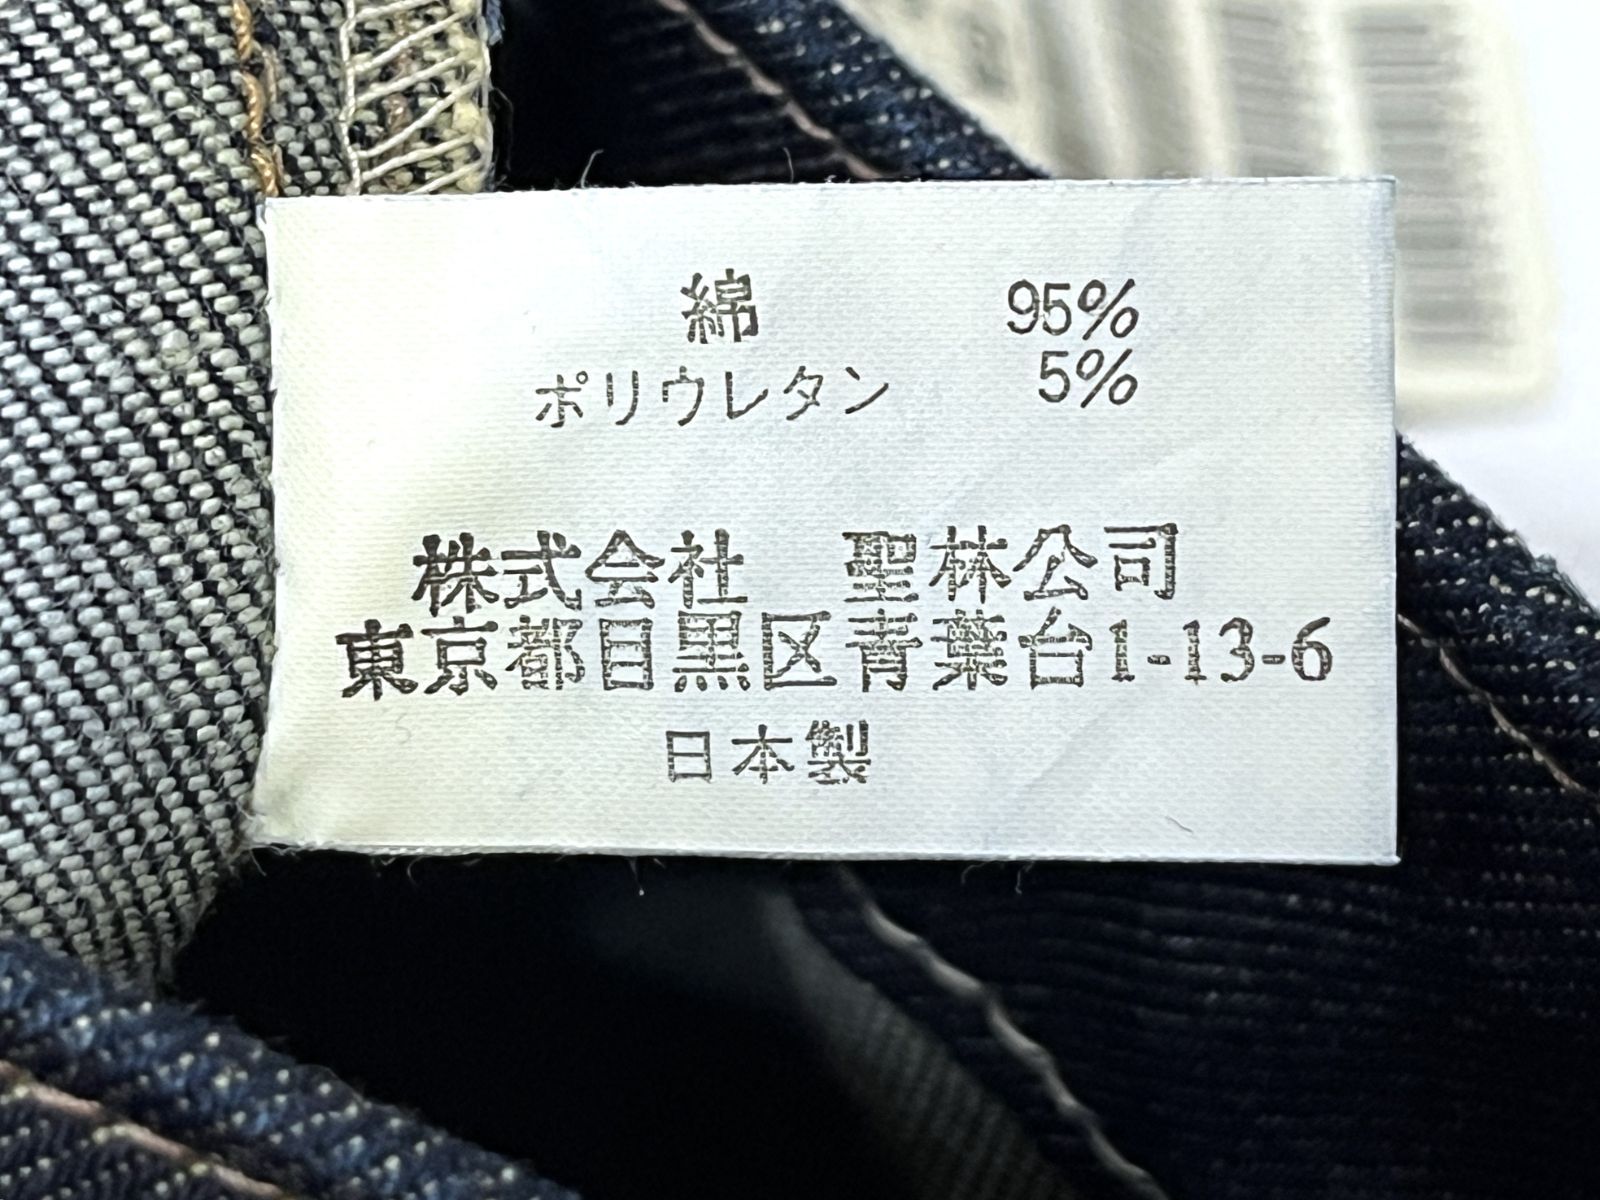 綿 95%
ポリウレタン 5%
株式会社 聖林公司
東京都目黒区青葉台1-13-6
日本製